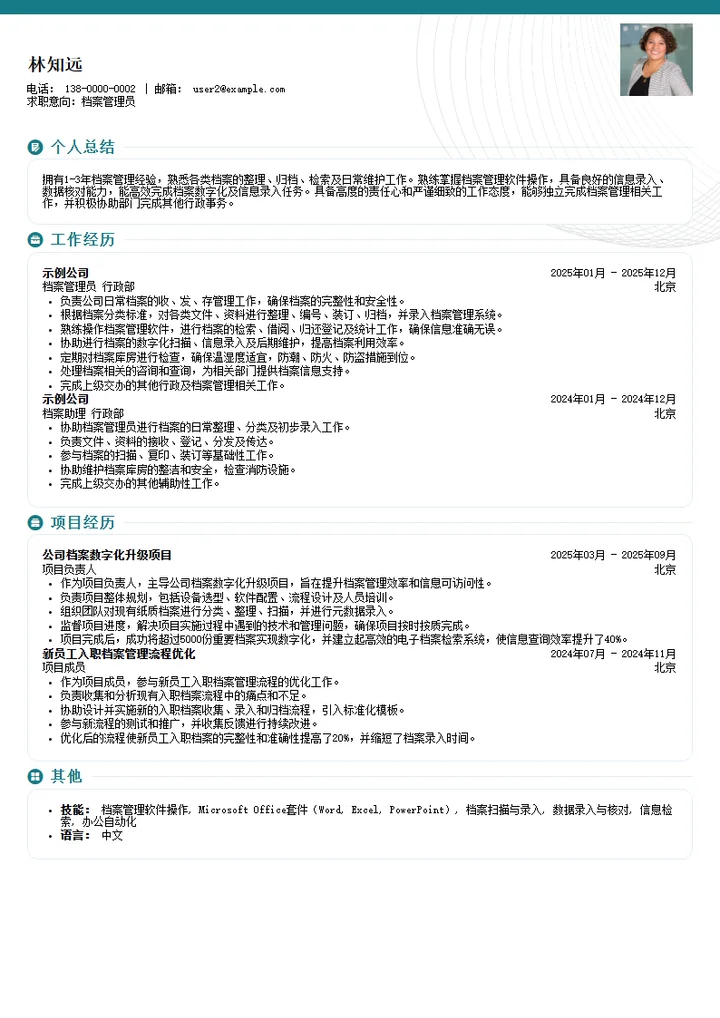 林知远
电话： 138-0000-0002 | 邮箱： user2@example.com
求职意向：档案管理员
个人总结
拥有1-3年档案管理经验，熟悉各类档案的整理、归档、检索及日常维护工作。熟练掌握档案管理软件操作，具备良好的信息录入、
数据核对能力，能高效完成档案数字化及信息录入任务。具备高度的责任心和严谨细致的工作态度，能够独立完成档案管理相关工
作，并积极协助部门完成其他行政事务。
工作经历
示例公司 2025年01月 - 2025年12月
档案管理员 行政部 北京
• 负责公司日常档案的收、发、存管理工作，确保档案的完整性和安全性。
• 根据档案分类标准，对各类文件、资料进行整理、编号、装订、归档，并录入档案管理系统。
• 熟练操作档案管理软件，进行档案的检索、借阅、归还登记及统计工作，确保信息准确无误。
• 协助进行档案的数字化扫描、信息录入及后期维护，提高档案利用效率。
• 定期对档案库房进行检查，确保温湿度适宜，防潮、防火、防盗措施到位。
• 处理档案相关的咨询和查询，为相关部门提供档案信息支持。
• 完成上级交办的其他行政及档案管理相关工作。
示例公司 2024年01月 - 2024年12月
档案助理 行政部 北京
• 协助档案管理员进行档案的日常整理、分类及初步录入工作。
• 负责文件、资料的接收、登记、分发及传达。
• 参与档案的扫描、复印、装订等基础性工作。
• 协助维护档案库房的整洁和安全，检查消防设施。
• 完成上级交办的其他辅助性工作。
项目经历
公司档案数字化升级项目 2025年03月 - 2025年09月
项目负责人 北京
• 作为项目负责人，主导公司档案数字化升级项目，旨在提升档案管理效率和信息可访问性。
• 负责项目整体规划，包括设备选型、软件配置、流程设计及人员培训。
• 组织团队对现有纸质档案进行分类、整理、扫描，并进行元数据录入。
• 监督项目进度，解决项目实施过程中遇到的技术和管理问题，确保项目按时按质完成。
• 项目完成后，成功将超过5000份重要档案实现数字化，并建立起高效的电子档案检索系统，使信息查询效率提升了40%。
新员工入职档案管理流程优化 2024年07月 - 2024年11月
项目成员 北京
• 作为项目成员，参与新员工入职档案管理流程的优化工作。
• 负责收集和分析现有入职档案流程中的痛点和不足。
• 协助设计并实施新的入职档案收集、录入和归档流程，引入标准化模板。
• 参与新流程的测试和推广，并收集反馈进行持续改进。
• 优化后的流程使新员工入职档案的完整性和准确性提高了20%，并缩短了档案录入时间。
其他
• 技能： 档案管理软件操作, Microsoft Office套件（Word, Excel, PowerPoint）, 档案扫描与录入, 数据录入与核对, 信息检
索, 办公自动化
• 语言： 中文